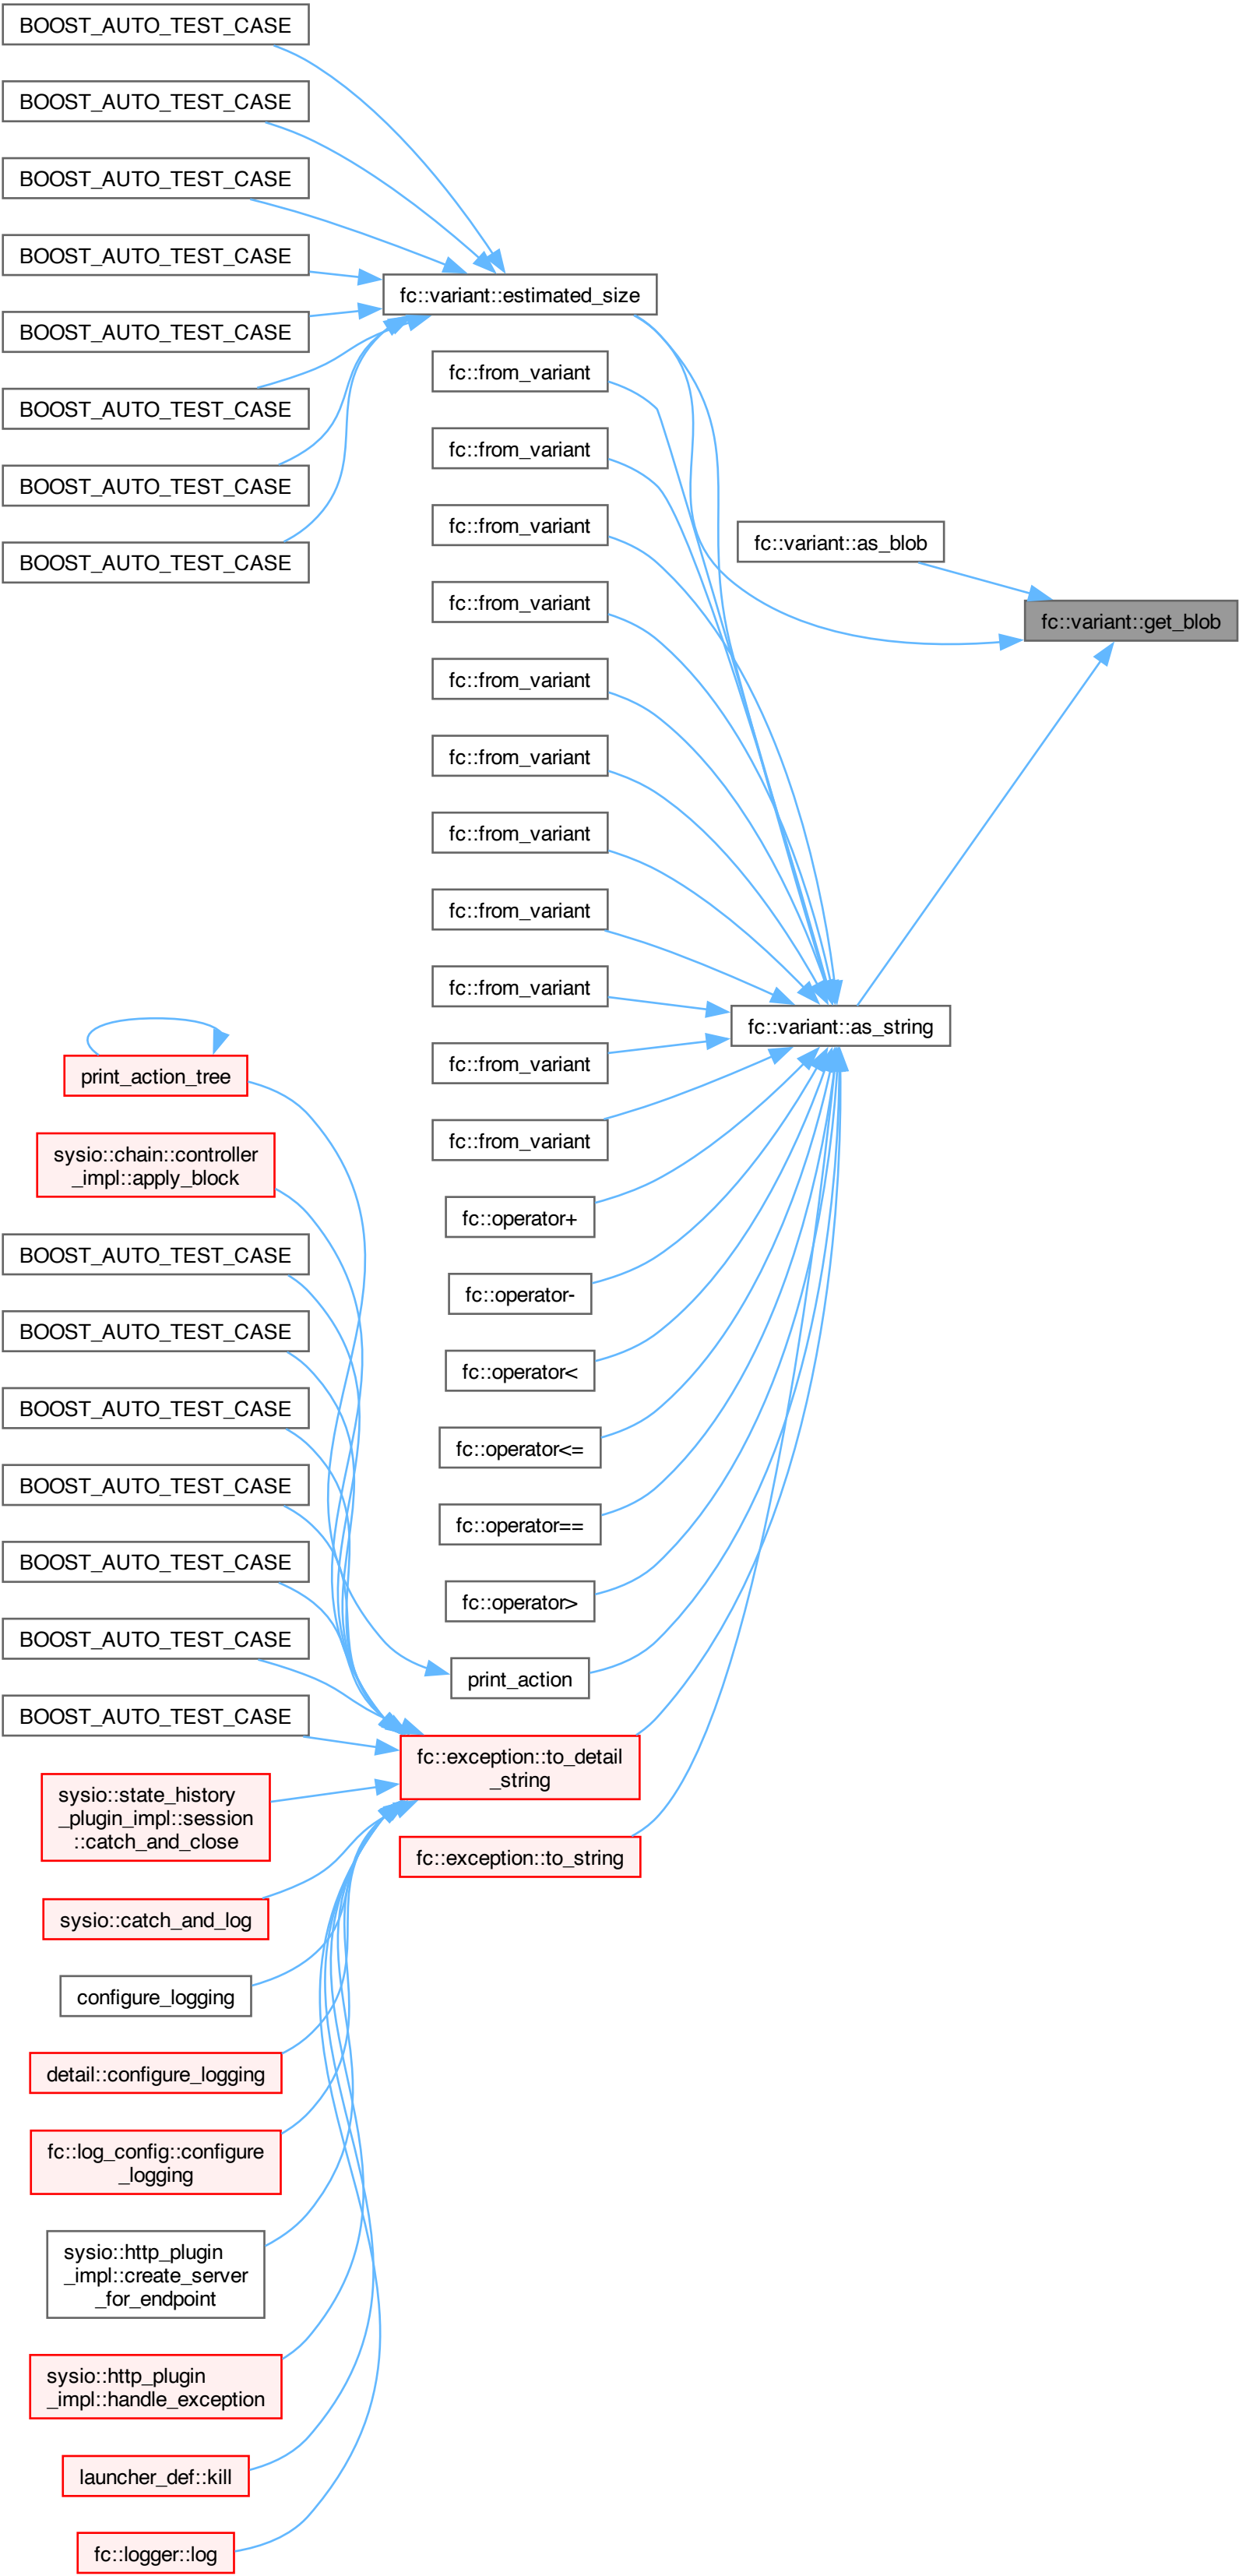 BOOST_AUTO_TEST_CASE
BOOST_AUTO_TEST_CASE
BOOST_AUTO_TEST_CASE
BOOST_AUTO_TEST_CASE
BOOST_AUTO_TEST_CASE
BOOST_AUTO_TEST_CASE
BOOST_AUTO_TEST_CASE
BOOST_AUTO_TEST_CASE
fc::variant::estimated_size
fc::from_variant
fc::from_variant
fc::from_variant
fc::from_variant
fc::from_variant
fc::from_variant
fc::from_variant
fc::from_variant
fc::from_variant
fc::from_variant
fc::from_variant
fc::operator+
fc::operator-
fc::operator<
fc::operator<=
fc::operator==
fc::operator>
print_action
fc::exception::to_detail
_string
fc::exception::to_string
fc::variant::as_blob
fc::variant::get_blob
fc::variant::as_string
print_action_tree
sysio::chain::controller
_impl::apply_block
BOOST_AUTO_TEST_CASE
BOOST_AUTO_TEST_CASE
BOOST_AUTO_TEST_CASE
BOOST_AUTO_TEST_CASE
BOOST_AUTO_TEST_CASE
BOOST_AUTO_TEST_CASE
BOOST_AUTO_TEST_CASE
sysio::state_history
_plugin_impl::session
::catch_and_close
sysio::catch_and_log
configure_logging
detail::configure_logging
fc::log_config::configure
_logging
sysio::http_plugin
_impl::create_server
_for_endpoint
sysio::http_plugin
_impl::handle_exception
launcher_def::kill
fc::logger::log